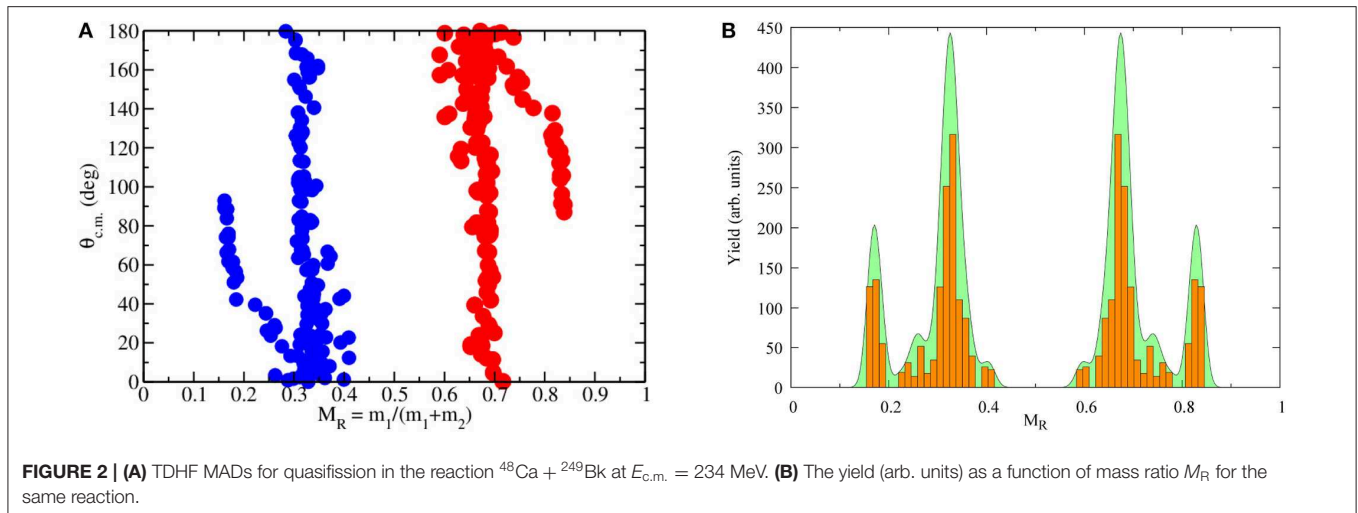 A
180
160
140
120
100
80
60
40
20
0
θc.m. (deg)
0 0.1 0.2 0.3 0.4 0.5 0.6 0.7 0.8 0.9 1
MR = m1/(m1+m2)
B
450
400
350
300
250
200
150
100
50
0
Yield (arb. units)
0 0.2 0.4 0.6 0.8 1
MR
FIGURE 2 | (A) TDHF MADs for quasifission in the reaction 48Ca + 249Bk at Ec.m. = 234 MeV. (B) The yield (arb. units) as a function of mass ratio MR for the
same reaction.